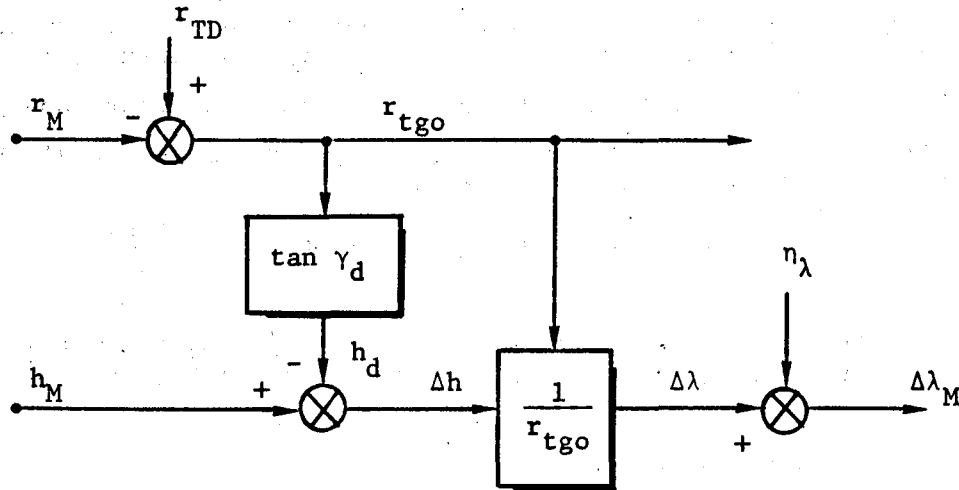 r_TD
+
r_M
-
r_tgo
tan γ_d
η_λ
-
h_d
h_M
+
Δh
1
r_tgo
Δλ
+
Δλ_M